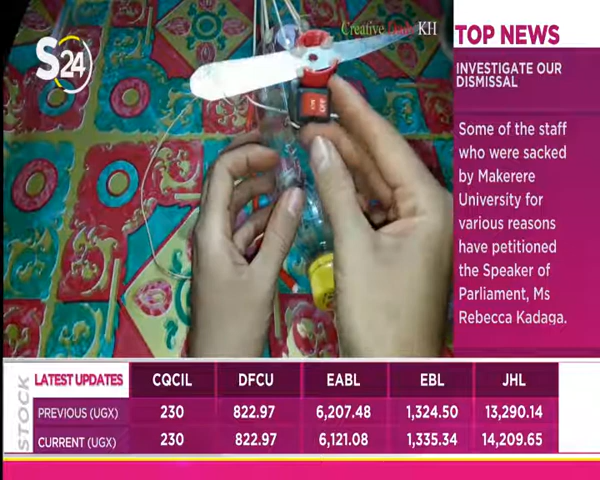 S24
Creative KH
ON OFF
TOP NEWS
INVESTIGATE OUR
DISMISSAL
Some of the staff
who were sacked
by Makerere
University for
various reasons
have petitioned
the Speaker of
Parliament, Ms
Rebecca Kadaga.
STOCK
LATEST UPDATES CQCIL DFCU EABL EBL JHL
PREVIOUS (UGX) 230 822.97 6,207.48 1,324.50 13,290.14
CURRENT (UGX) 230 822.97 6,121.08 1,335.34 14,209.65